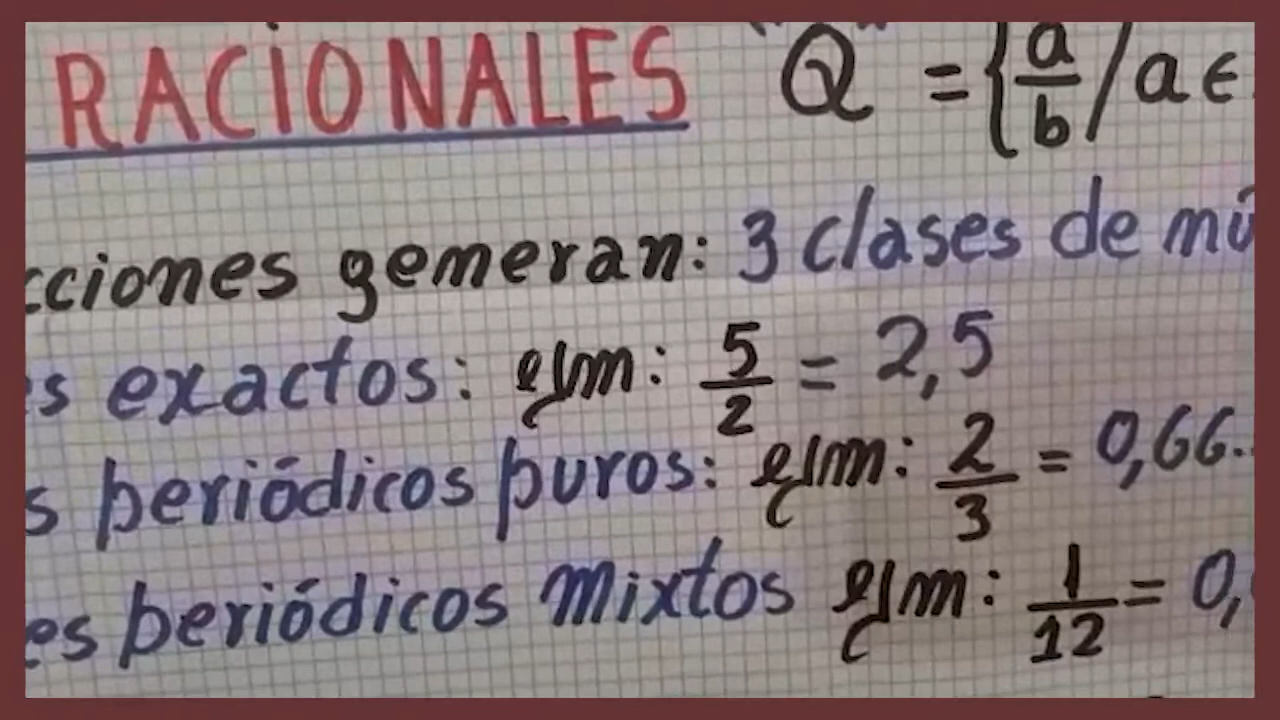 RACIONALES "Q" = {a/b / a ∈
cciones generan: 3 clases de nú
s exactos: ejm: 5/2 = 2,5
s periódicos puros: ejm: 2/3 = 0,66.
es periódicos mixtos ejm: 1/12 = 0,